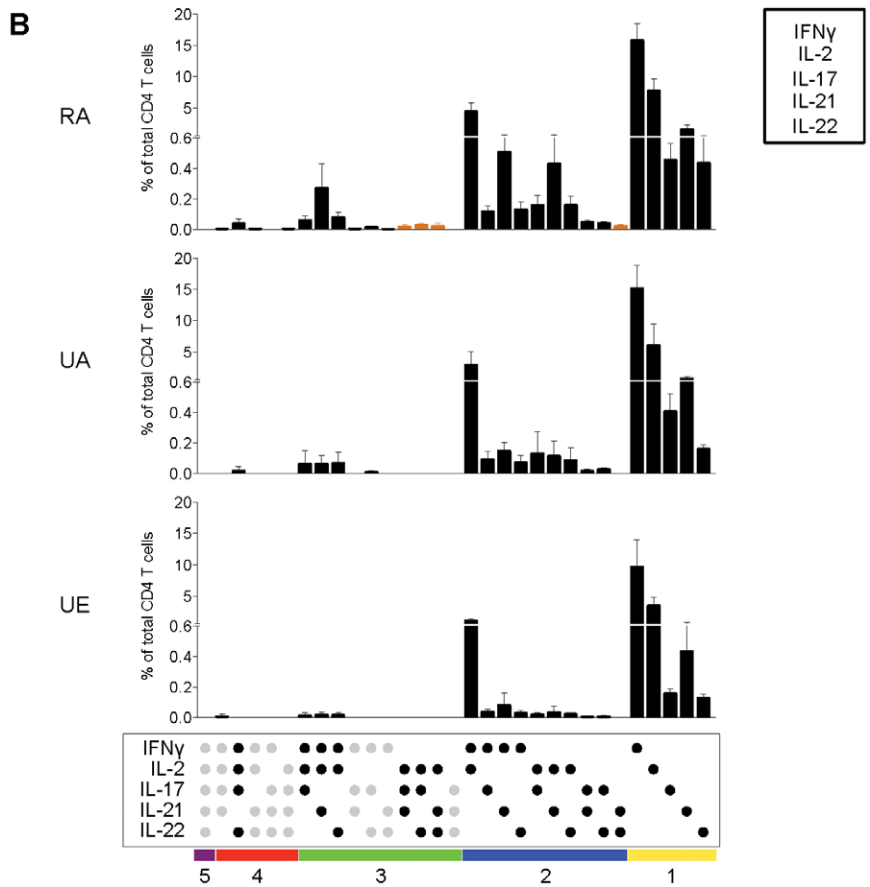 B
IFNγ
IL-2
IL-17
IL-21
IL-22
RA
% of total CD4 T cells
20
15
10
5
0.6
0.4
0.2
0.0
UA
% of total CD4 T cells
20
15
10
5
0.6
0.4
0.2
0.0
UE
% of total CD4 T cells
20
15
10
5
0.6
0.4
0.2
0.0
IFNγ
IL-2
IL-17
IL-21
IL-22
5 4 3 2 1